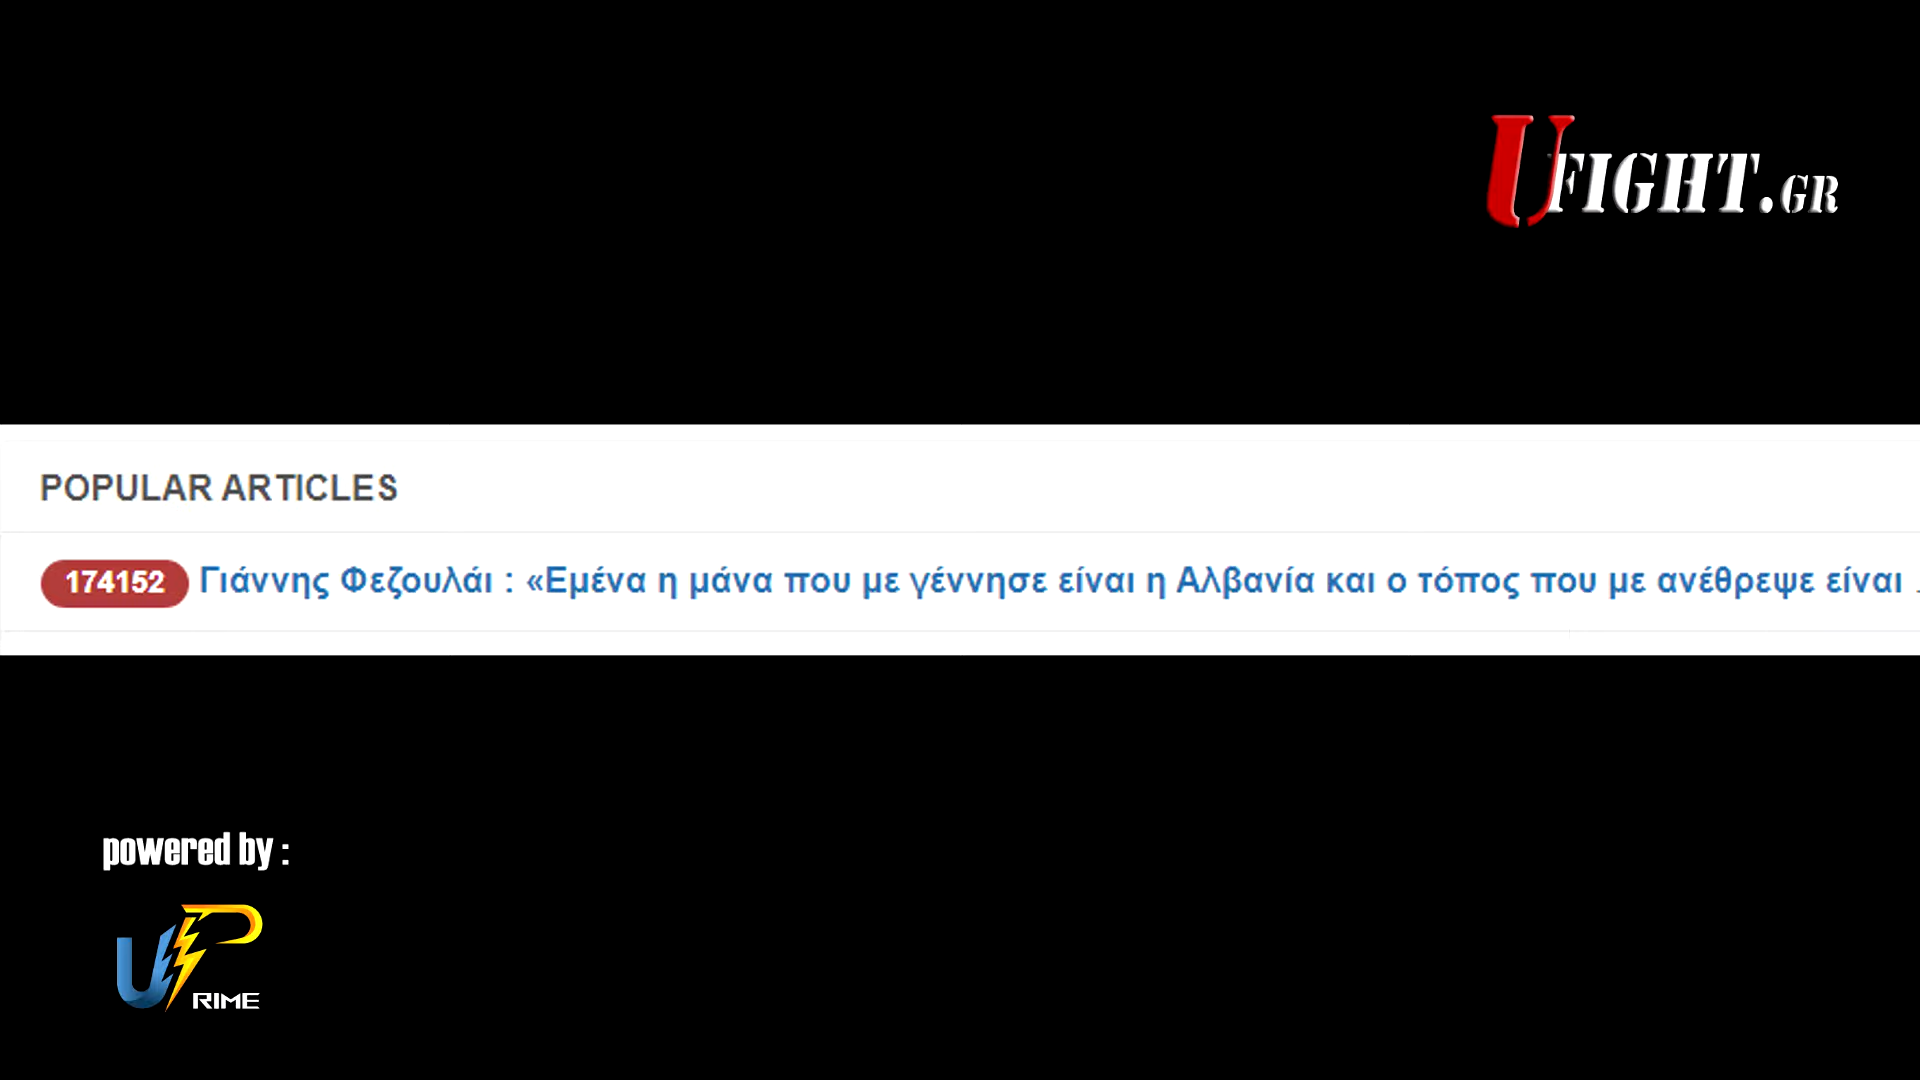 UFIGHT.GR
POPULAR ARTICLES
174152 Γιάννης Φεζουλάι : «Εμένα η μάνα που με γέννησε είναι η Αλβανία και ο τόπος που με ανέθρεψε είναι
powered by :
UP
RIME